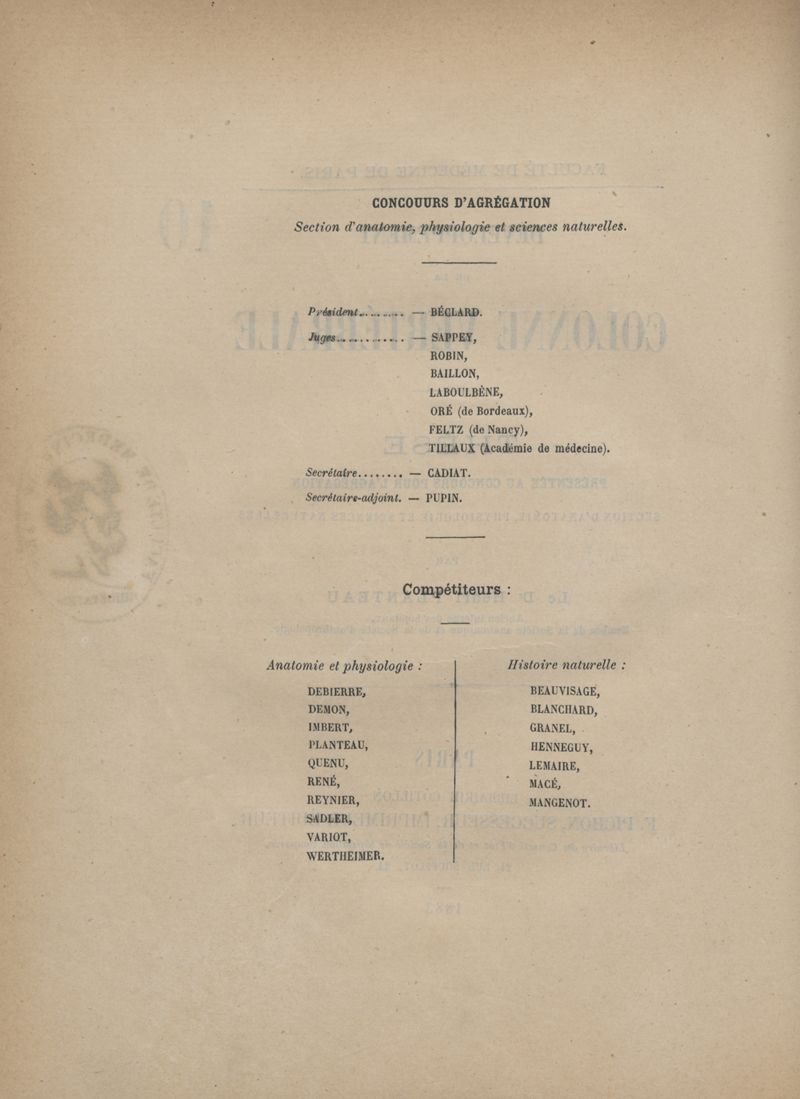 CONCOUURS D'AGRÉGATION
Section d'anatomie, physiologie et sciences naturelles.
Président......... — BÉCLARD.
Juges............ — SAPPEY,
ROBIN,
BAILLON,
LABOULBÈNE,
ORÉ (de Bordeaux),
FELTZ (de Nancy),
TILLAUX (Académie de médecine).
Secrétaire........ — CADIAT.
Secrétaire-adjoint. — PUPIN.
Compétiteurs :
Anatomie et physiologie :
DEBIERRE,
DEMON,
IMBERT,
PLANTEAU,
QUENU,
RENÉ,
REYNIER,
SADLER,
VARIOT,
WERTHEIMER.
Histoire naturelle :
BEAUVISAGE,
BLANCHARD,
GRANEL,
HENNEGUY,
LEMAIRE,
MACÉ,
MANGENOT.